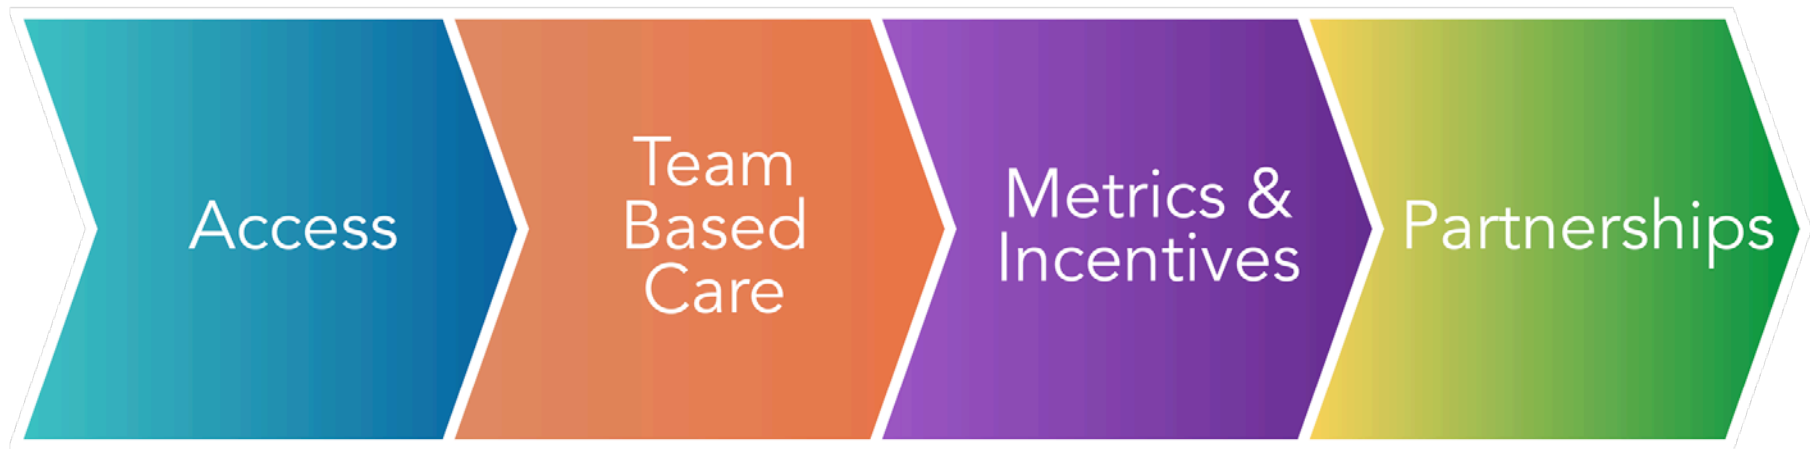 Access
Team
Based
Care
Metrics &
Incentives
Partnerships